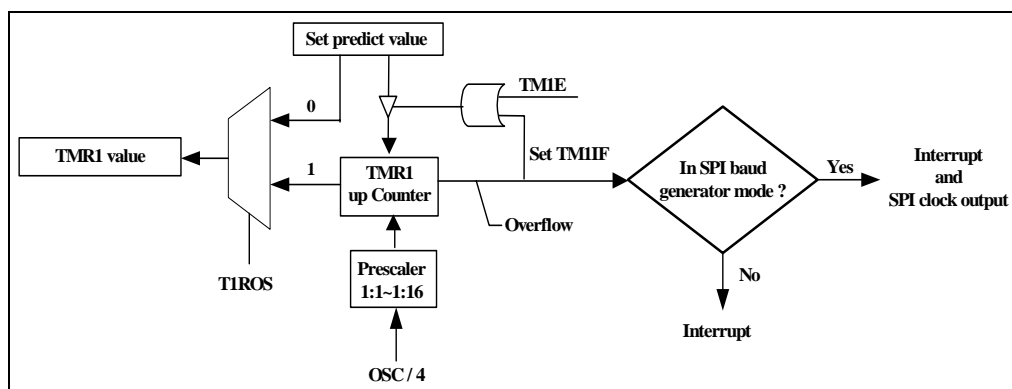 Set predict value
TM1E
0
TMR1 value
Set TM1IF
In SPI baud
generator mode ?
Yes
Interrupt
and
SPI clock output
1
TMR1
up Counter
Overflow
T1ROS
Prescaler
1:1~1:16
No
Interrupt
OSC / 4